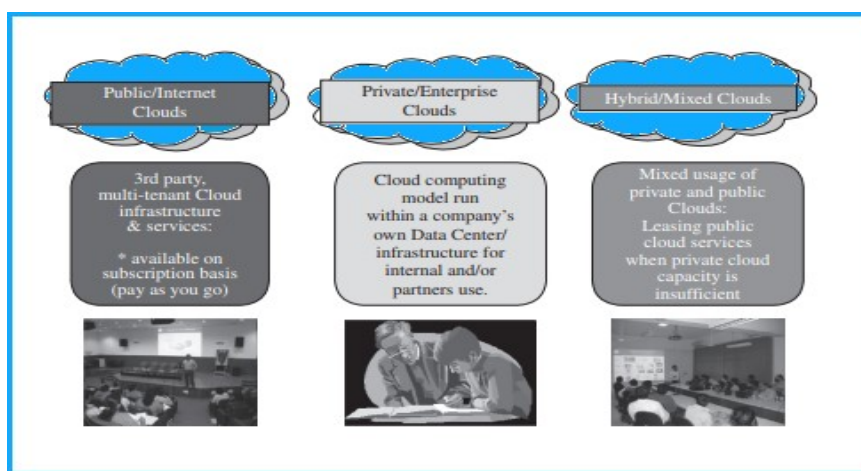 Public/Internet
Clouds
Private/Enterprise
Clouds
Hybrid/Mixed Clouds
3rd party,
multi-tenant Cloud
infrastructure
& services:
* available on
subscription basis
(pay as you go)
Cloud computing
model run
within a company's
own Data Center/
infrastructure for
internal and/or
partners use.
Mixed usage of
private and public
Clouds:
Leasing public
cloud services
when private cloud
capacity is
insufficient